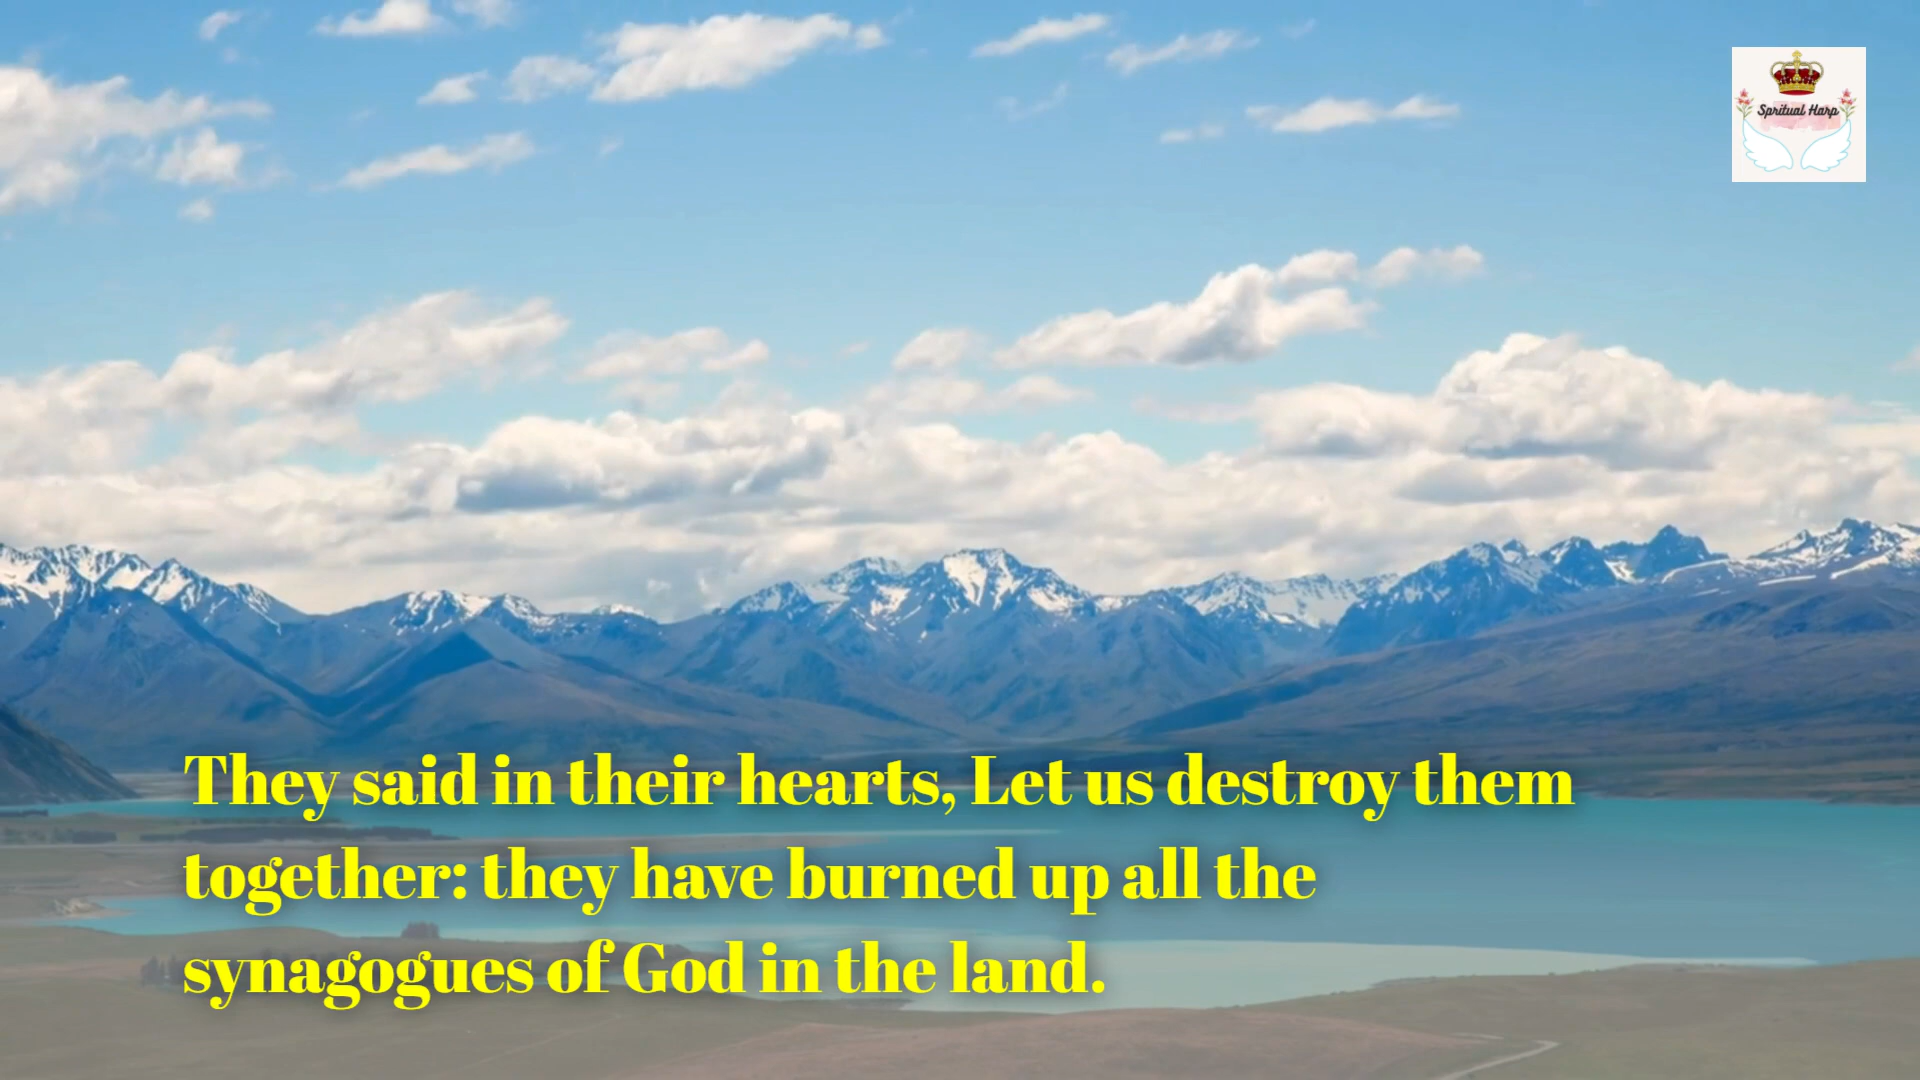 Spritual Harp
They said in their hearts, Let us destroy them
together: they have burned up all the
synagogues of God in the land.